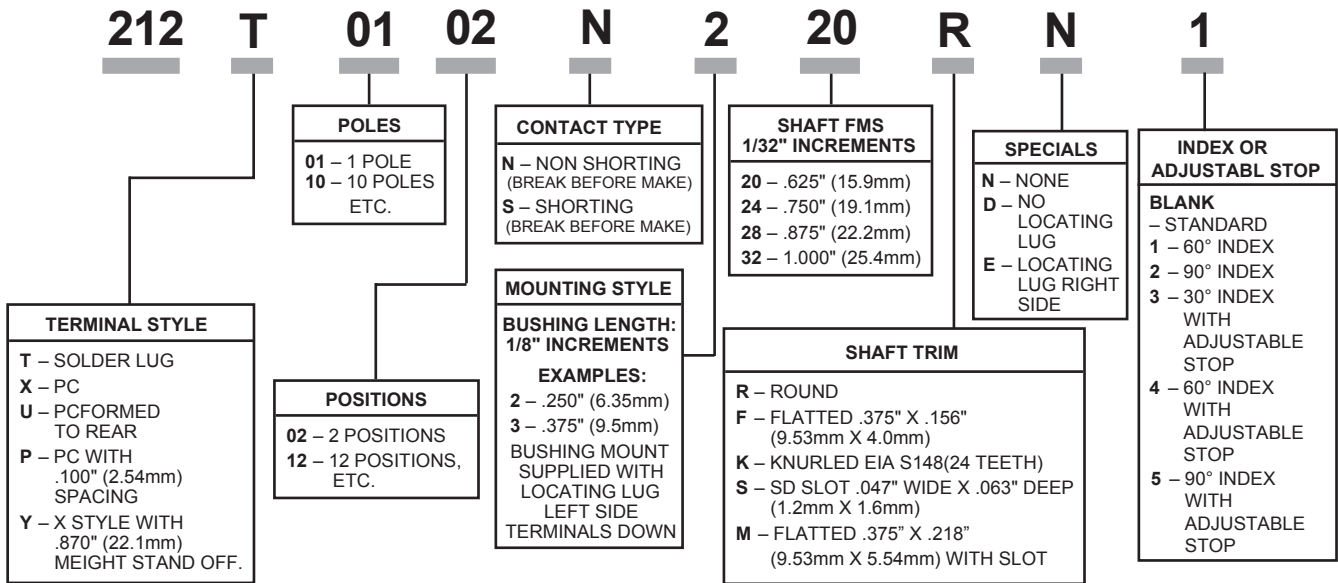 212 T 01 02 N 2 20 R N 1
POLES
01 – 1 POLE
10 – 10 POLES
ETC.
CONTACT TYPE
N – NON SHORTING
(BREAK BEFORE MAKE)
S – SHORTING
(BREAK BEFORE MAKE)
SHAFT FMS
1/32" INCREMENTS
20 – .625" (15.9mm)
24 – .750" (19.1mm)
28 – .875" (22.2mm)
32 – 1.000" (25.4mm)
SPECIALS
N – NONE
D – NO
LOCATING
LUG
E – LOCATING
LUG RIGHT
SIDE
INDEX OR
ADJUSTABL STOP
BLANK
– STANDARD
1 – 60° INDEX
2 – 90° INDEX
3 – 30° INDEX
WITH
ADJUSTABLE
STOP
4 – 60° INDEX
WITH
ADJUSTABLE
STOP
5 – 90° INDEX
WITH
ADJUSTABLE
STOP
TERMINAL STYLE
T – SOLDER LUG
X – PC
U – PCFORMED
TO REAR
P – PC WITH
.100" (2.54mm)
SPACING
Y – X STYLE WITH
.870" (22.1mm)
MEIGHT STAND OFF.
POSITIONS
02 – 2 POSITIONS
12 – 12 POSITIONS,
ETC.
MOUNTING STYLE
BUSHING LENGTH:
1/8" INCREMENTS
EXAMPLES:
2 – .250" (6.35mm)
3 – .375" (9.5mm)
BUSHING MOUNT
SUPPLIED WITH
LOCATING LUG
LEFT SIDE
TERMINALS DOWN
SHAFT TRIM
R – ROUND
F – FLATTED .375" X .156"
(9.53mm X 4.0mm)
K – KNURLED EIA S148(24 TEETH)
S – SD SLOT .047" WIDE X .063" DEEP
(1.2mm X 1.6mm)
M – FLATTED .375” X .218”
(9.53mm X 5.54mm) WITH SLOT